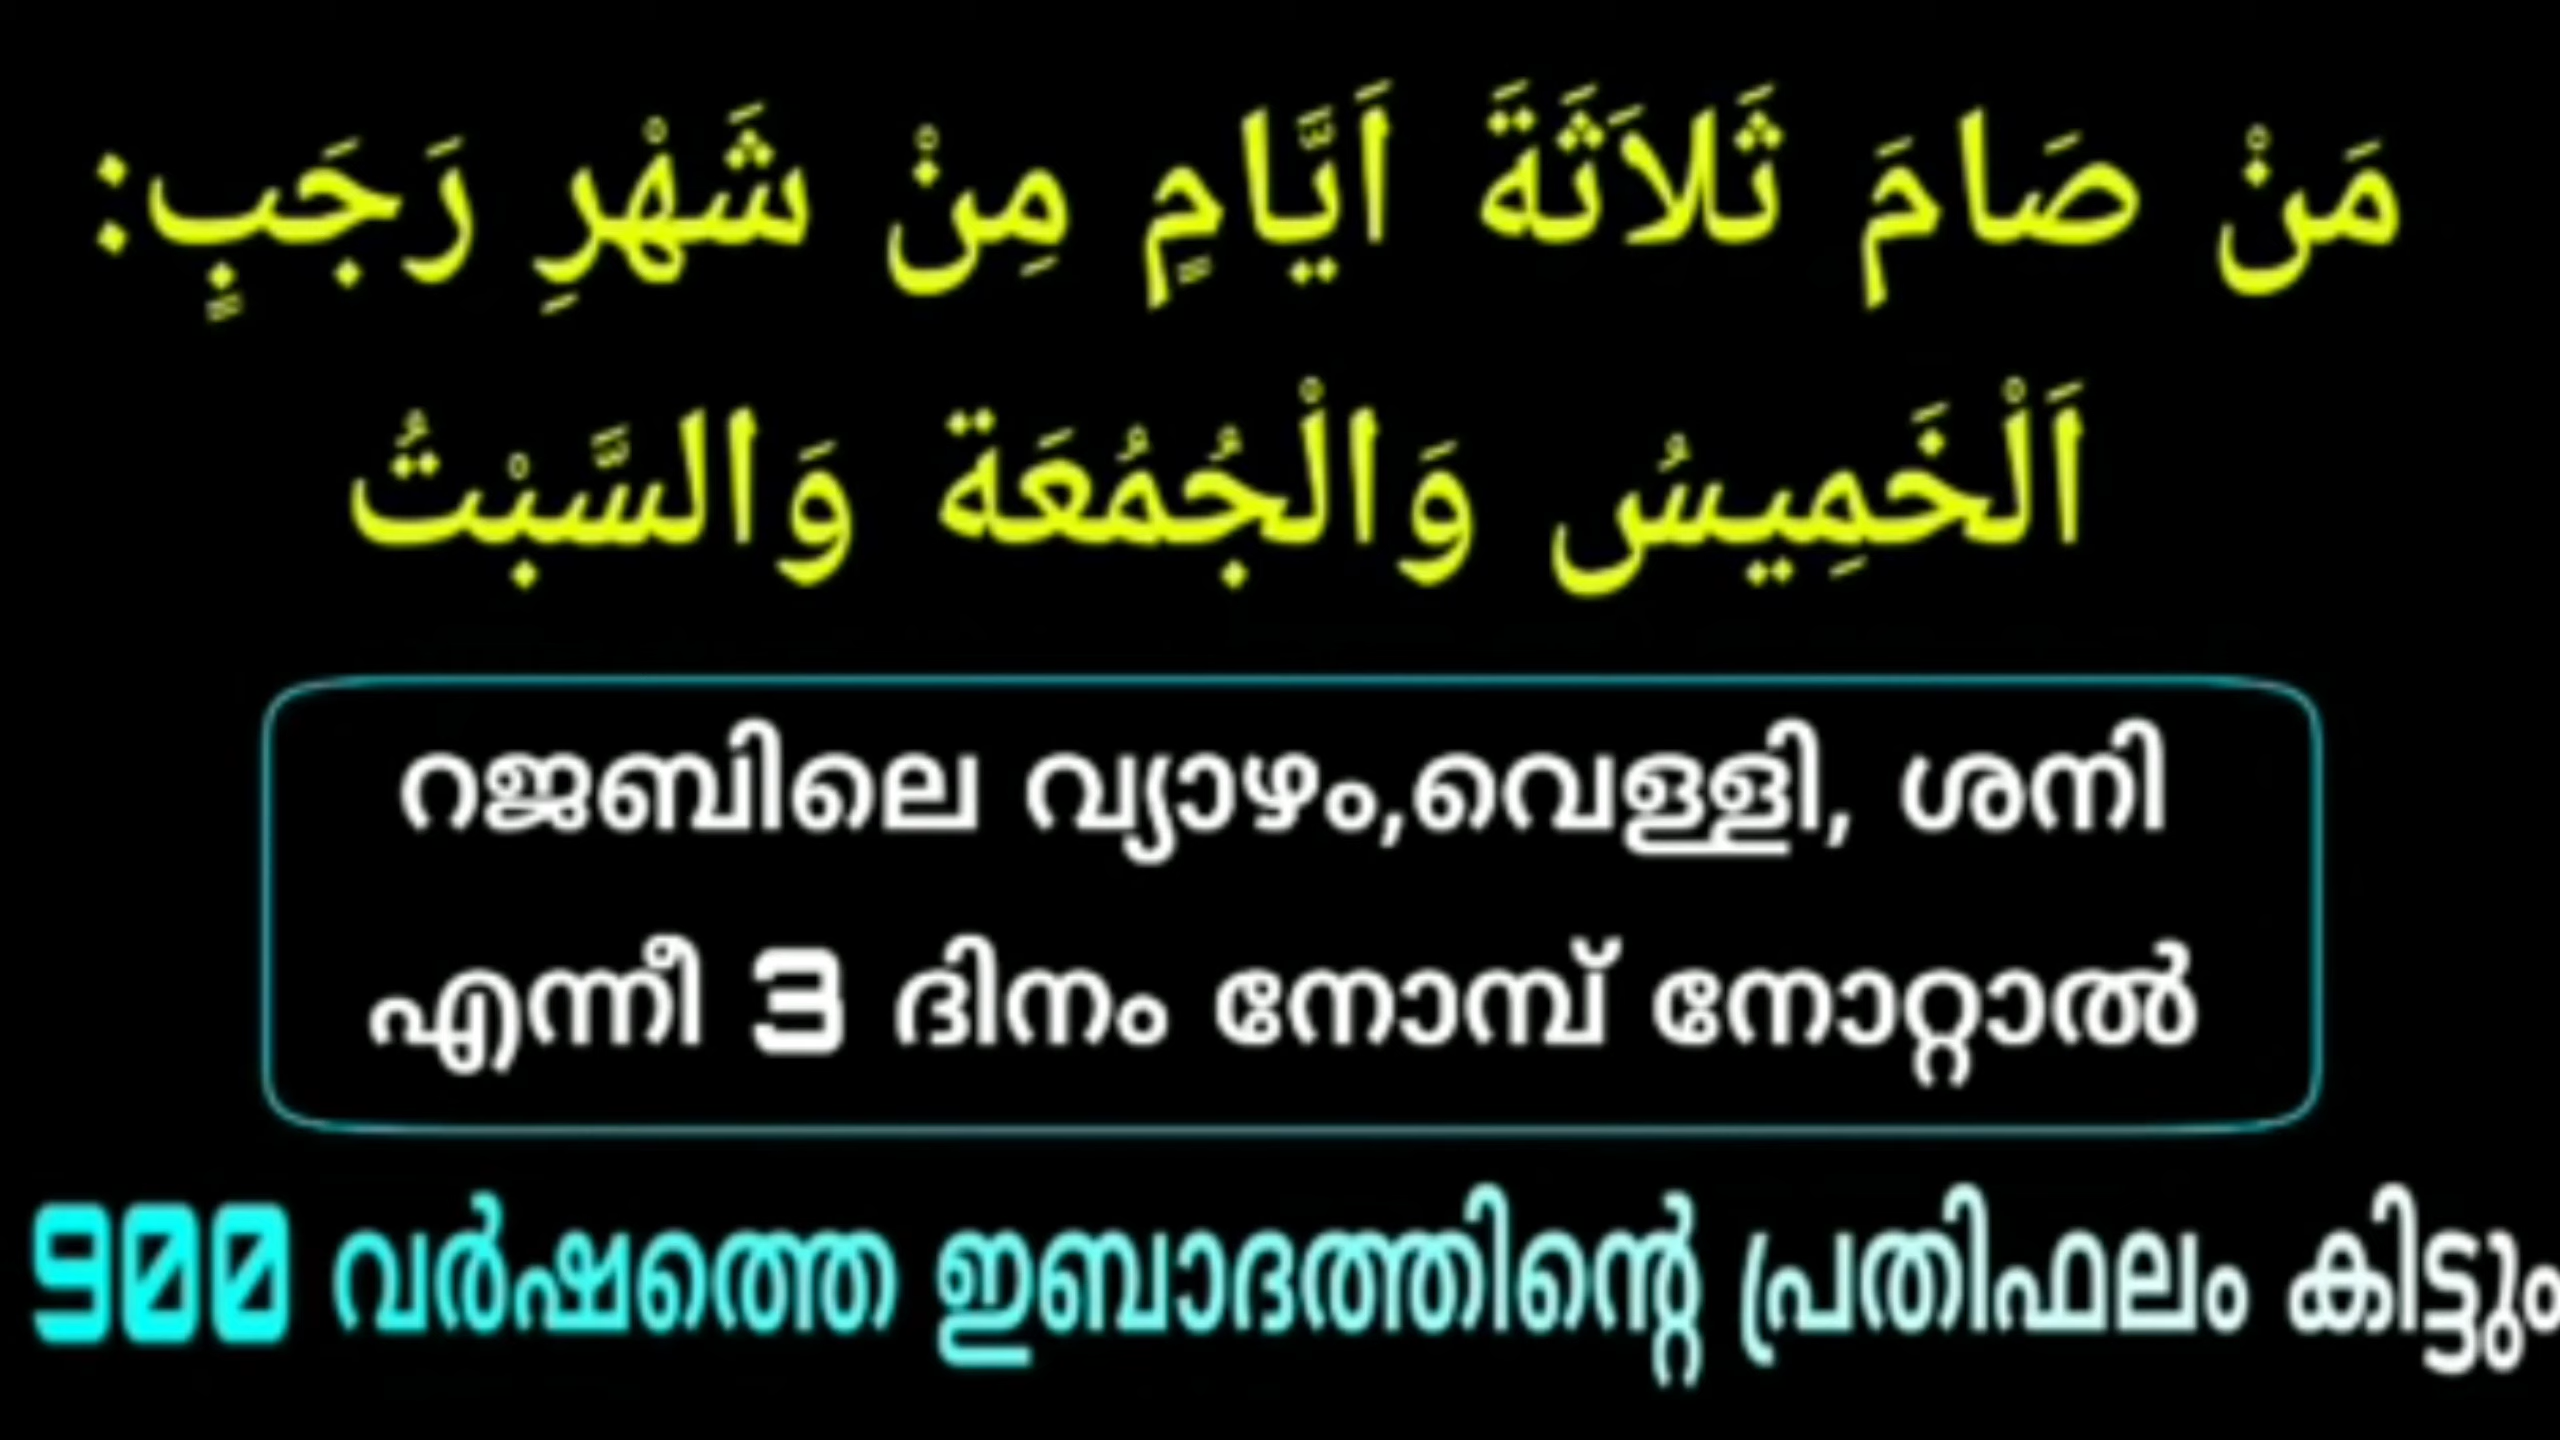 مَنْ صَامَ ثَلاَثَةَ اَيَّامٍ مِنْ شَهْرِ رَجَبٍ:
اَلْخَمِيسُ وَالْجُمُعَة وَالسَّبْتُ
റജബിലെ വ്യാഴം,വെള്ളി, ശനി
എന്നീ 3 ദിനം നോമ്പ് നോറ്റാൽ
900 വർഷത്തെ ഇബാദത്തിന്റെ പ്രതിഫലം കിട്ടും